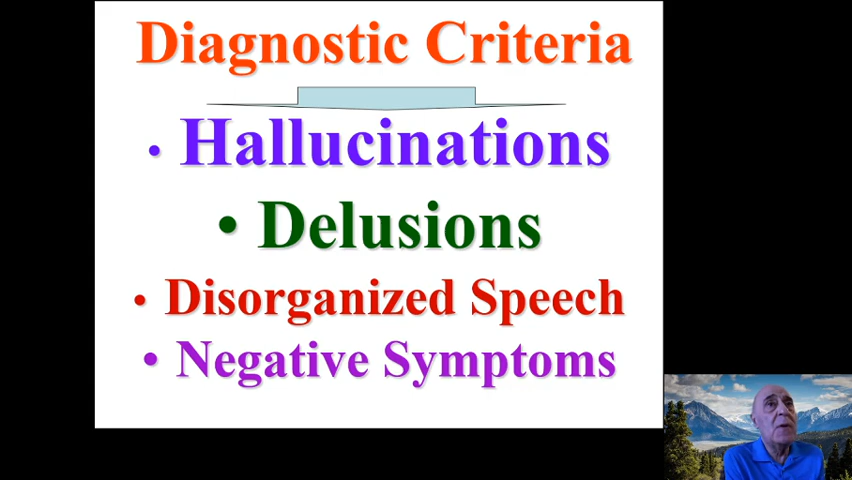 Diagnostic Criteria
• Hallucinations
• Delusions
• Disorganized Speech
• Negative Symptoms